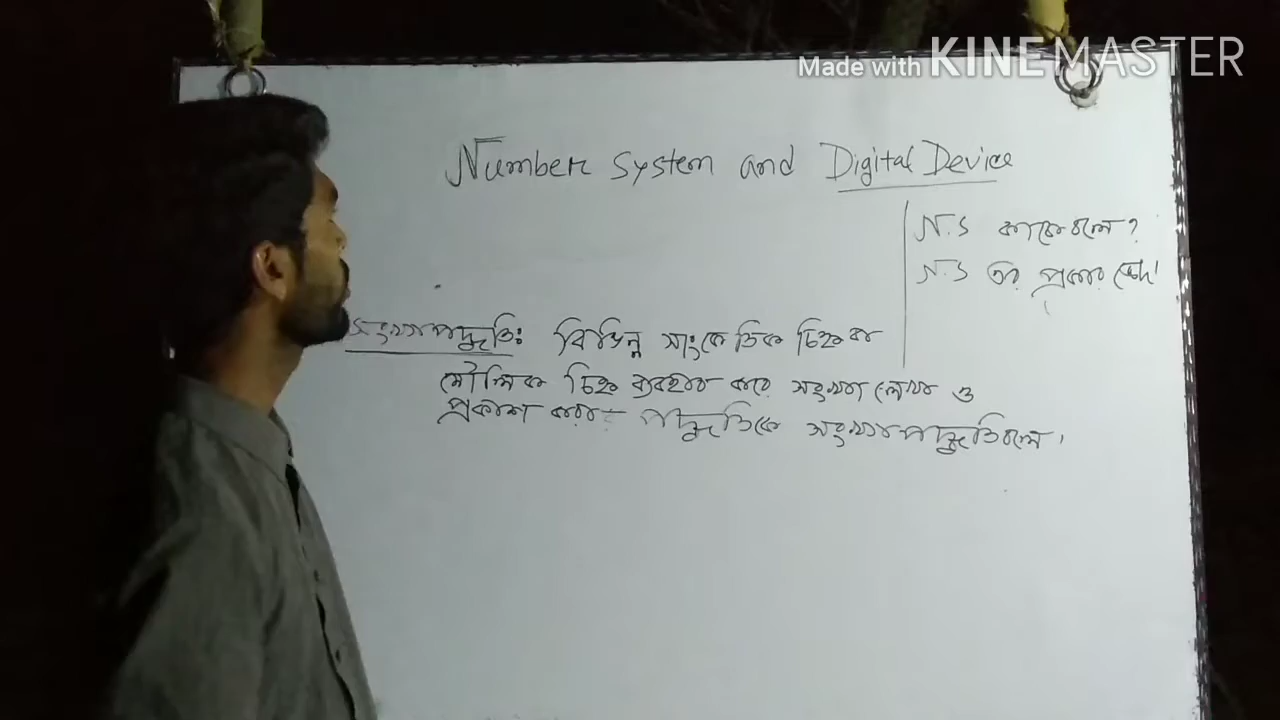 Made with KINEMASTER
Number System and Digital Device
N.S কাকে বলে?
N.S এর প্রকারভেদ।
সংখ্যা পদ্ধতিঃ বিভিন্ন সাংকেতিক চিহ্ন বা
মৌলিক চিহ্ন ব্যবহার করে সংখ্যা লেখা ও
প্রকাশ করার পদ্ধতিকে সংখ্যা পদ্ধতি বলে।